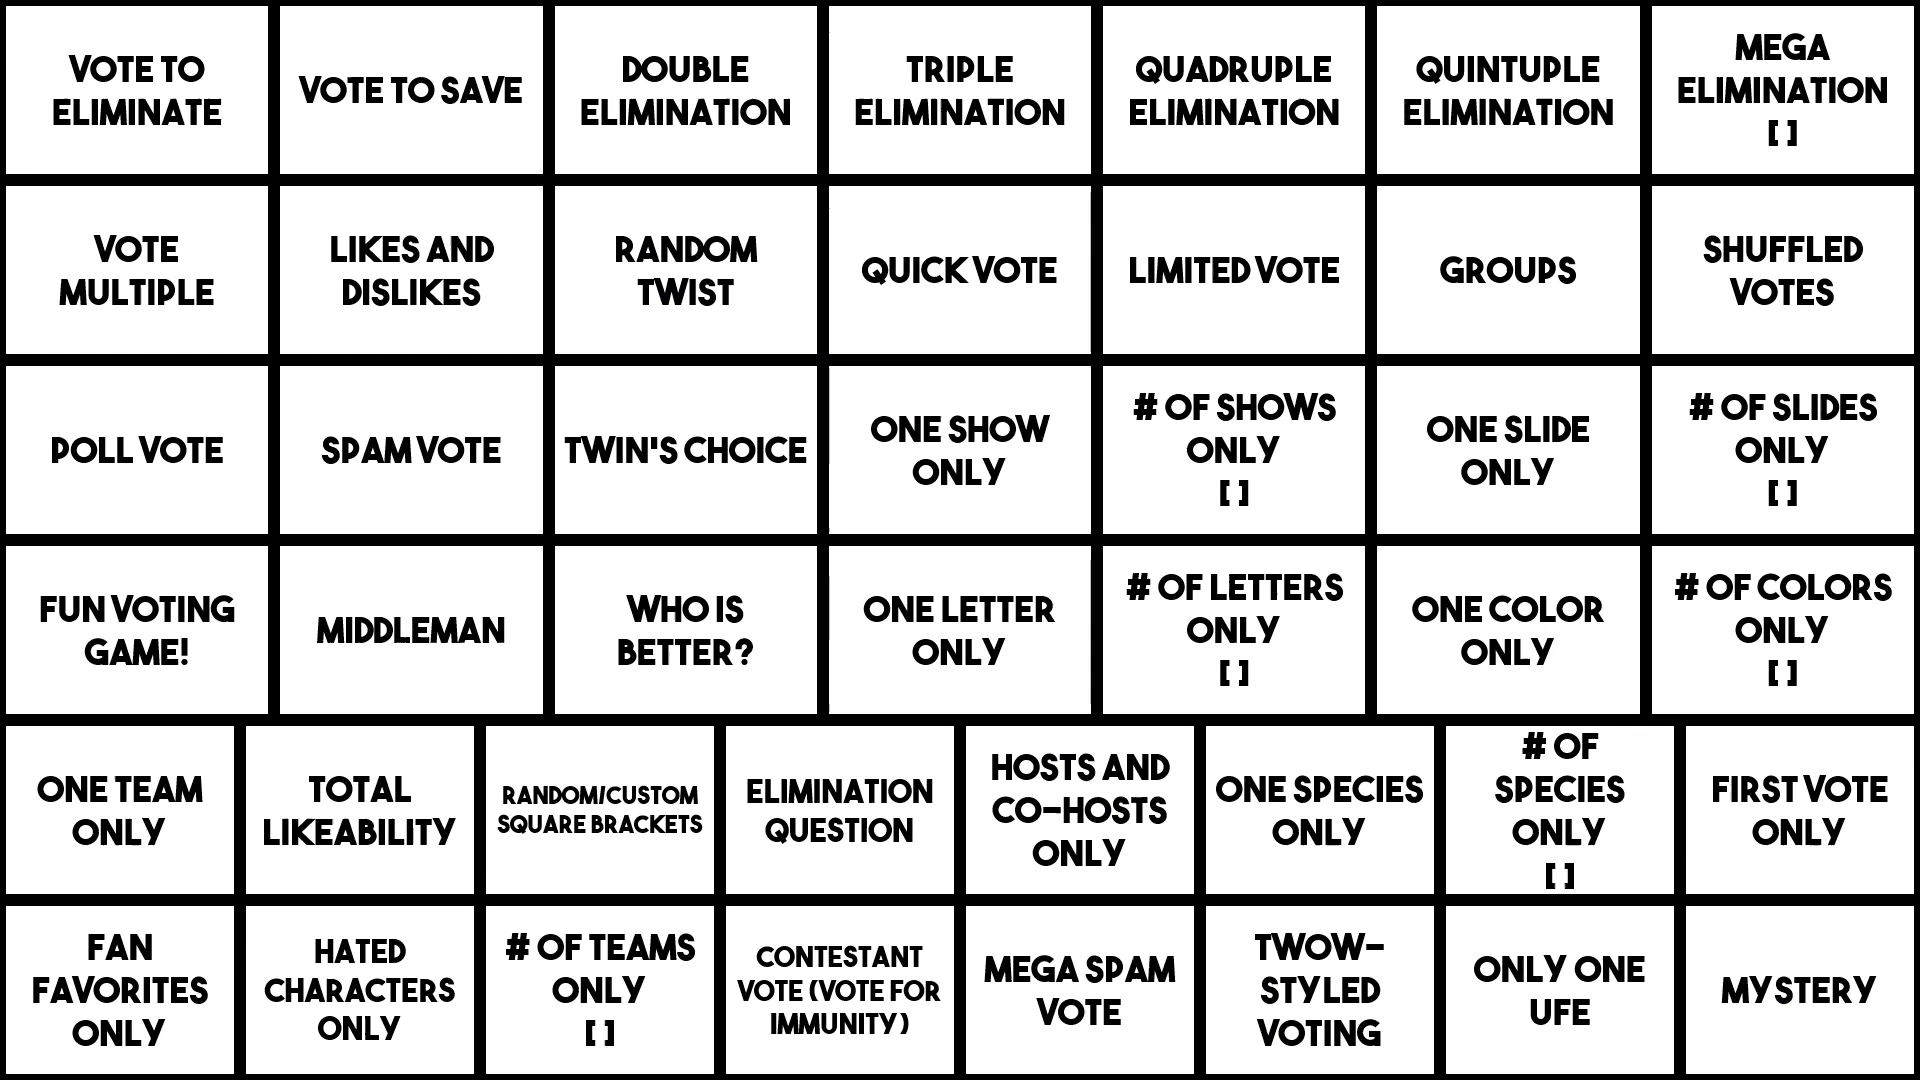 VOTE TO
ELIMINATE
VOTE TO SAVE
DOUBLE
ELIMINATION
TRIPLE
ELIMINATION
QUADRUPLE
ELIMINATION
QUINTUPLE
ELIMINATION
MEGA
ELIMINATION
[ ]
VOTE
MULTIPLE
LIKES AND
DISLIKES
RANDOM
TWIST
QUICK VOTE
LIMITED VOTE
GROUPS
SHUFFLED
VOTES
POLL VOTE
SPAM VOTE
TWIN'S CHOICE
ONE SHOW
ONLY
# OF SHOWS
ONLY
[ ]
ONE SLIDE
ONLY
# OF SLIDES
ONLY
[ ]
FUN VOTING
GAME!
MIDDLEMAN
WHO IS
BETTER?
ONE LETTER
ONLY
# OF LETTERS
ONLY
[ ]
ONE COLOR
ONLY
# OF COLORS
ONLY
[ ]
ONE TEAM
ONLY
TOTAL
LIKEABILITY
RANDOM/CUSTOM
SQUARE BRACKETS
ELIMINATION
QUESTION
HOSTS AND
CO-HOSTS
ONLY
ONE SPECIES
ONLY
# OF
SPECIES
ONLY
[ ]
FIRST VOTE
ONLY
FAN
FAVORITES
ONLY
HATED
CHARACTERS
ONLY
# OF TEAMS
ONLY
[ ]
CONTESTANT
VOTE (VOTE FOR
IMMUNITY)
MEGA SPAM
VOTE
TWOW-
STYLED
VOTING
ONLY ONE
UFE
MYSTERY